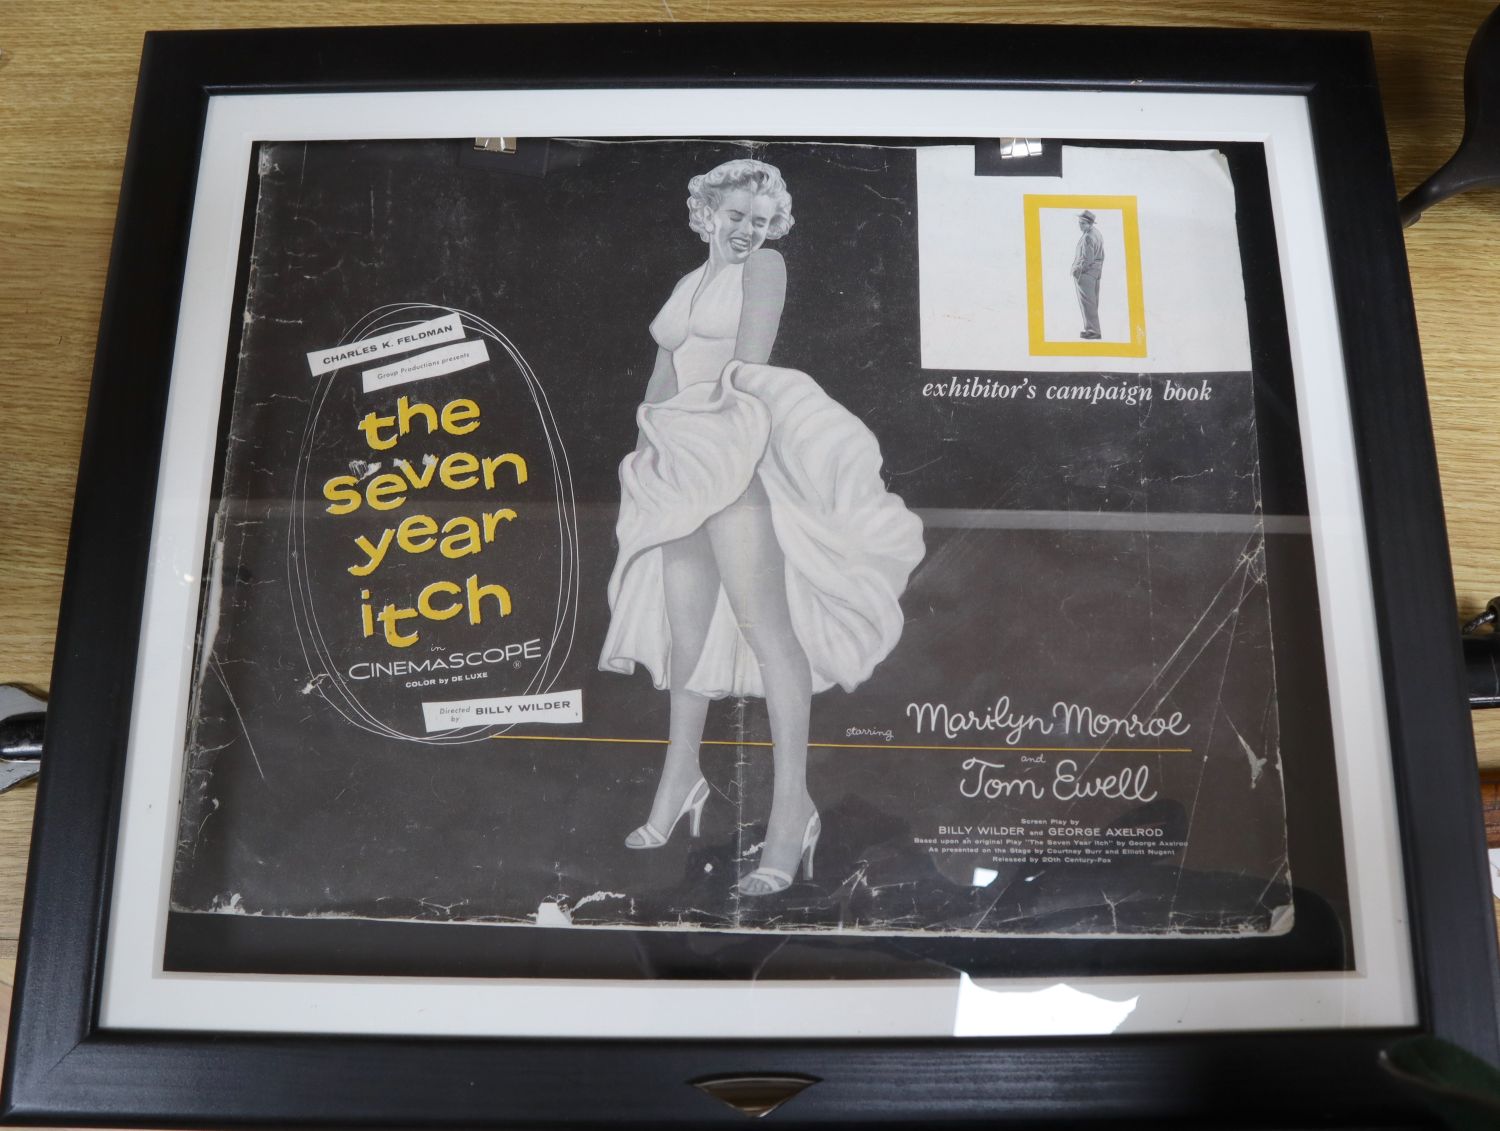 CHARLES K. FELDMAN
Group Productions presents
the
seven
year
itch
in
CINEMASCOPE ®
COLOR by DE LUXE
Directed
by
BILLY WILDER
exhibitor's campaign book
starring Marilyn Monroe
and
Tom Ewell
Screen Play by
BILLY WILDER and GEORGE AXELROD
Based upon an original Play "The Seven Year Itch" by George Axelrod
As presented on the Stage by Courtney Burr and Elliott Nugent
Released by 20th Century-Fox